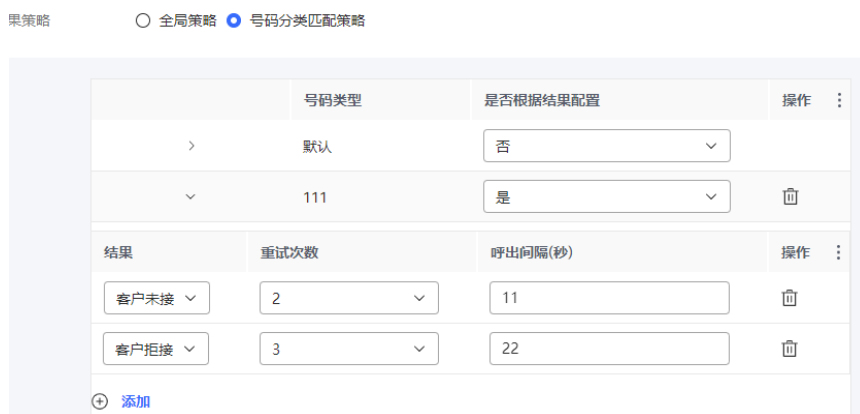 果策略 全局策略 号码分类匹配策略
号码类型 是否根据结果配置 操作
默认 否
111 是
结果 重试次数 呼出间隔(秒) 操作
客户未接 2 11
客户拒接 3 22
添加